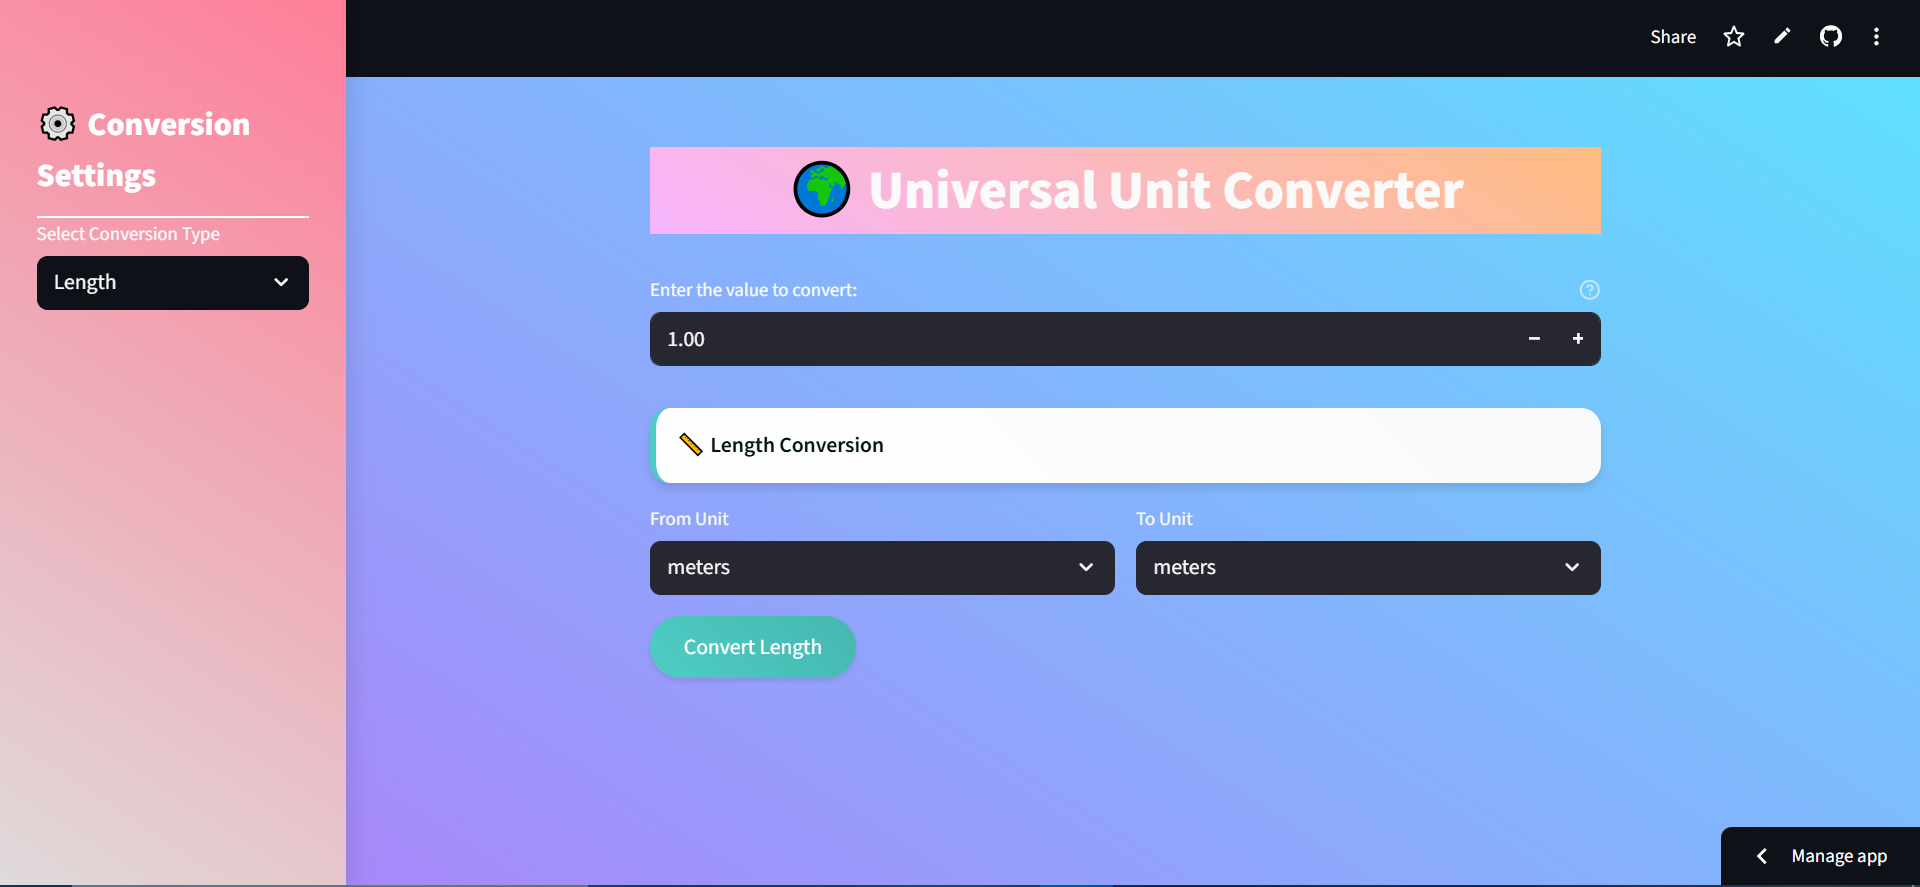 Share
Conversion
Settings
Select Conversion Type
Length
Universal Unit Converter
Enter the value to convert:
1.00
Length Conversion
From Unit
To Unit
meters
meters
Convert Length
Manage app